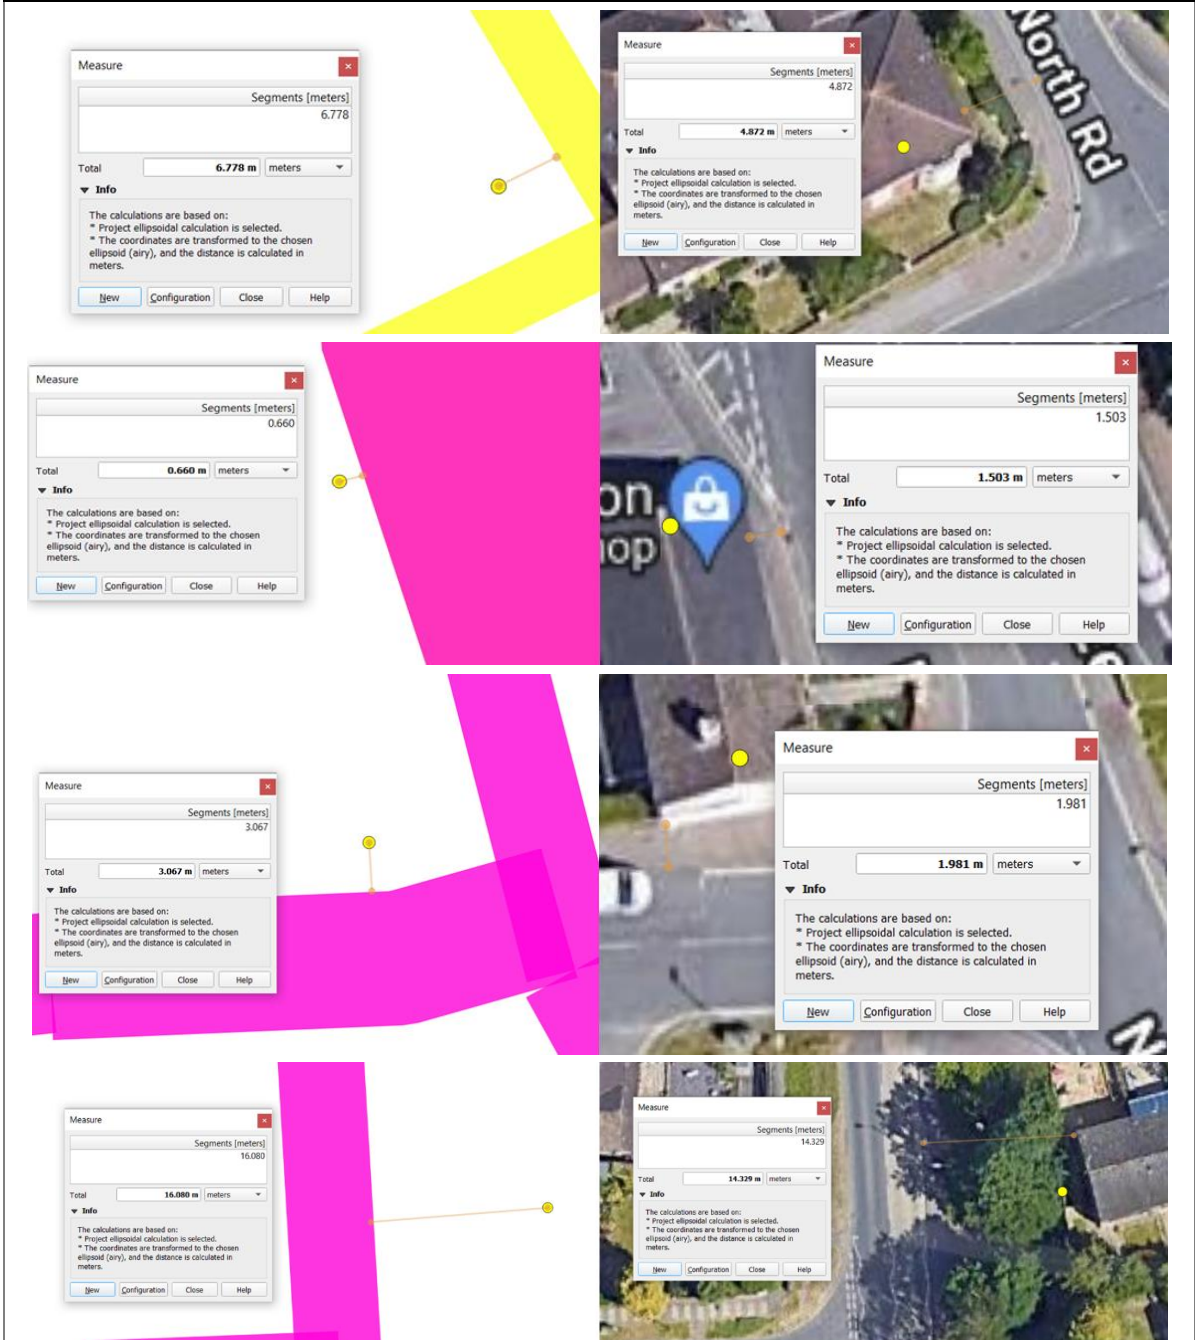 Measure
Segments [meters]
6.778
Total 6.778 m meters
Info
The calculations are based on:
* Project ellipsoidal calculation is selected.
* The coordinates are transformed to the chosen
ellipsoid (airy), and the distance is calculated in
meters.
New Configuration Close Help
Measure
Segments [meters]
4.872
Total 4.872 m meters
Info
The calculations are based on:
* Project ellipsoidal calculation is selected.
* The coordinates are transformed to the chosen
ellipsoid (airy), and the distance is calculated in
meters.
New Configuration Close Help
North Rd
Measure
Segments [meters]
0.660
Total 0.660 m meters
Info
The calculations are based on:
* Project ellipsoidal calculation is selected.
* The coordinates are transformed to the chosen
ellipsoid (airy), and the distance is calculated in
meters.
New Configuration Close Help
on,
op
Measure
Segments [meters]
1.503
Total 1.503 m meters
Info
The calculations are based on:
* Project ellipsoidal calculation is selected.
* The coordinates are transformed to the chosen
ellipsoid (airy), and the distance is calculated in
meters.
New Configuration Close Help
Measure
Segments [meters]
3.067
Total 3.067 m meters
Info
The calculations are based on:
* Project ellipsoidal calculation is selected.
* The coordinates are transformed to the chosen
ellipsoid (airy), and the distance is calculated in
meters.
New Configuration Close Help
Measure
Segments [meters]
1.981
Total 1.981 m meters
Info
The calculations are based on:
* Project ellipsoidal calculation is selected.
* The coordinates are transformed to the chosen
ellipsoid (airy), and the distance is calculated in
meters.
New Configuration Close Help
N
Measure
Segments [meters]
16.080
Total 16.080 m meters
Info
The calculations are based on:
* Project ellipsoidal calculation is selected.
* The coordinates are transformed to the chosen
ellipsoid (airy), and the distance is calculated in
meters.
New Configuration Close Help
Measure
Segments [meters]
14.329
Total 14.329 m meters
Info
The calculations are based on:
* Project ellipsoidal calculation is selected.
* The coordinates are transformed to the chosen
ellipsoid (airy), and the distance is calculated in
meters.
New Configuration Close Help